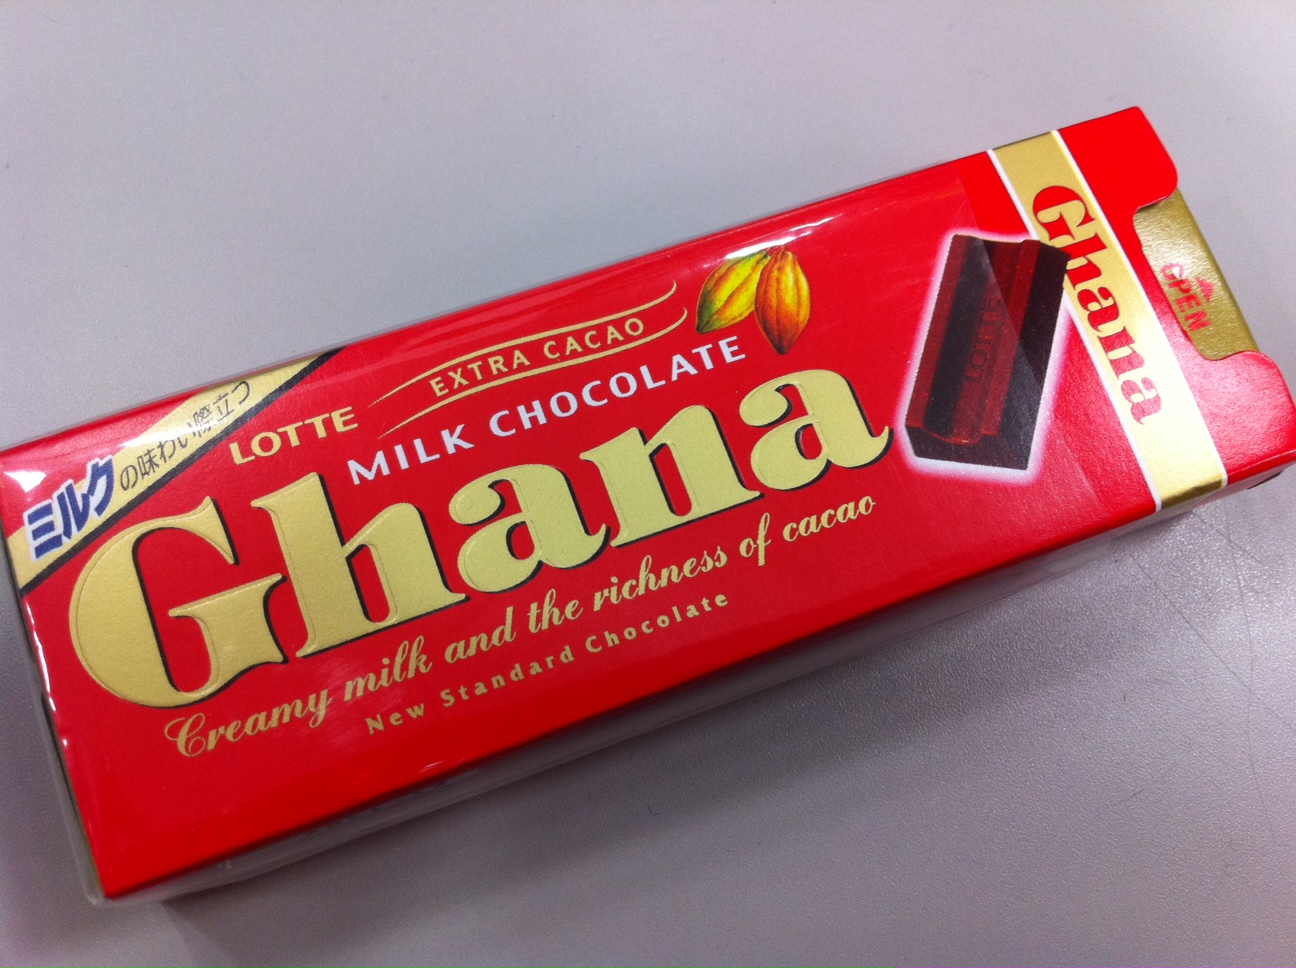 ミルク
の味わい際立つ
LOTTE
EXTRA CACAO
MILK CHOCOLATE
Ghana
Creamy milk and the richness of cacao
New Standard Chocolate
LOTTE
Ghana
OPEN